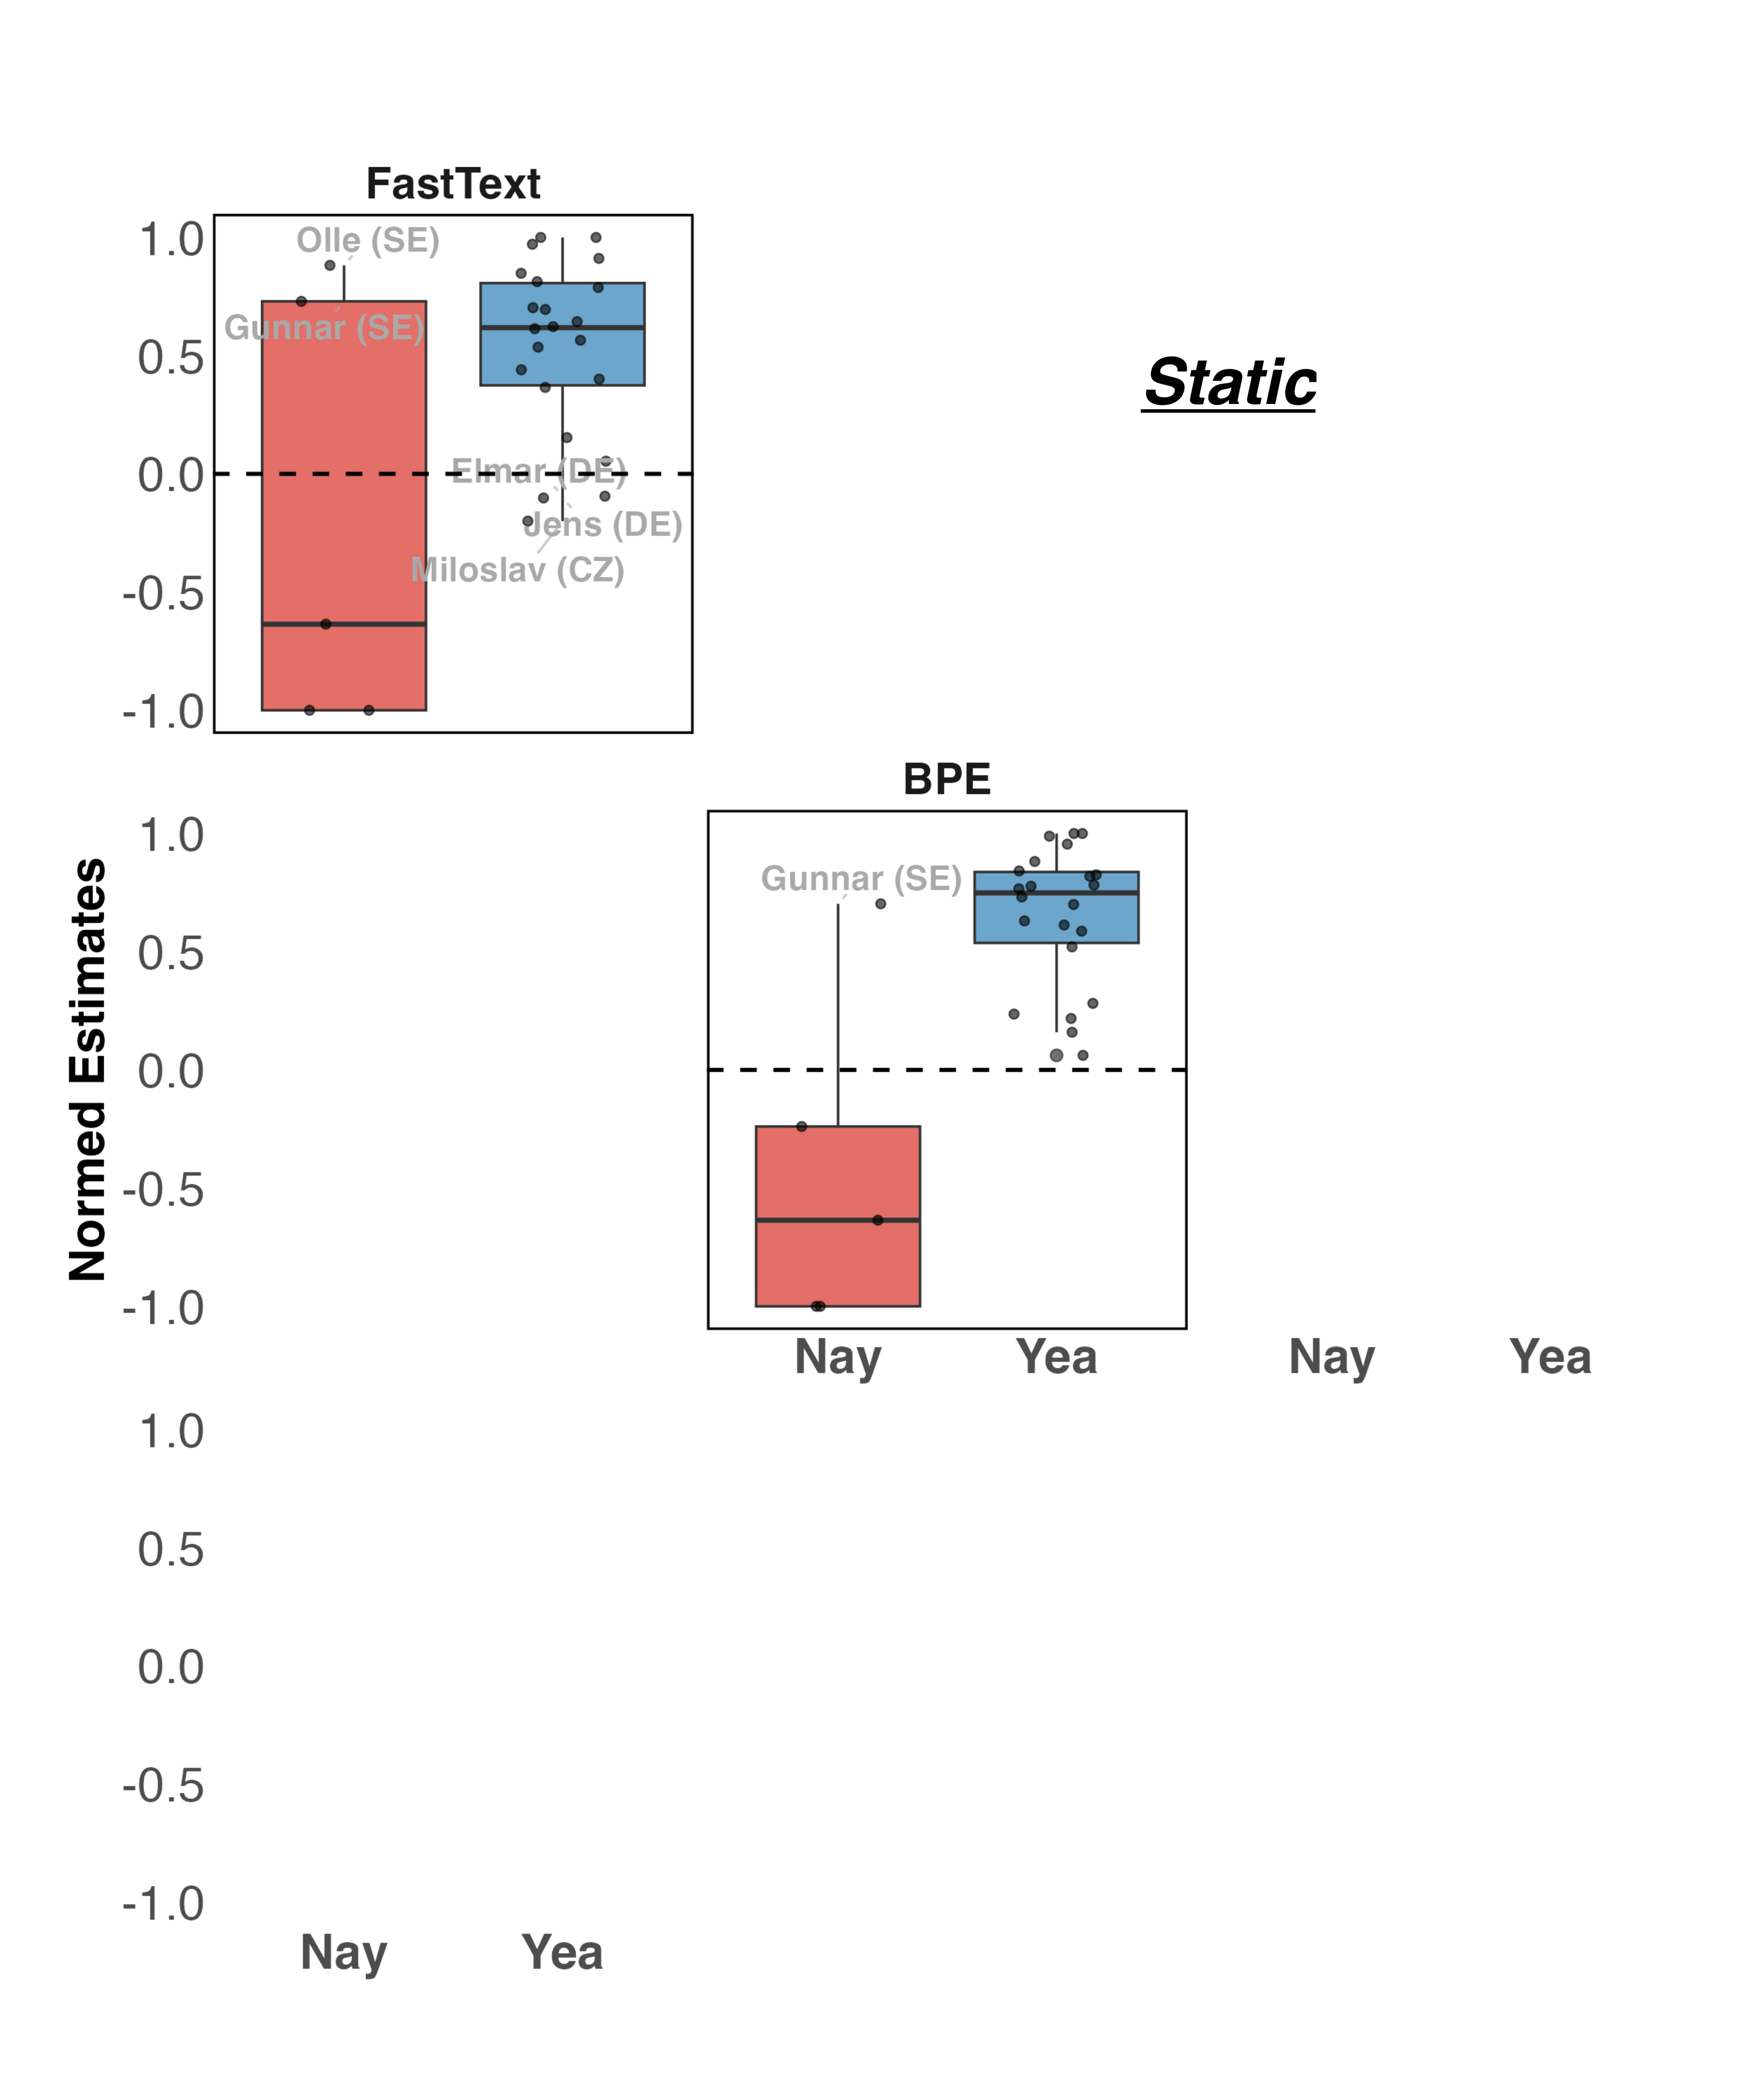 FastText
1.0
0.5
0.0
-0.5
-1.0
Olle (SE)
Gunnar (SE)
Elmar (DE)
Jens (DE)
Miloslav (CZ)
Static
BPE
Normed Estimates
1.0
0.5
0.0
-0.5
-1.0
Gunnar (SE)
Nay Yea
Nay Yea
1.0
0.5
0.0
-0.5
-1.0
Nay Yea